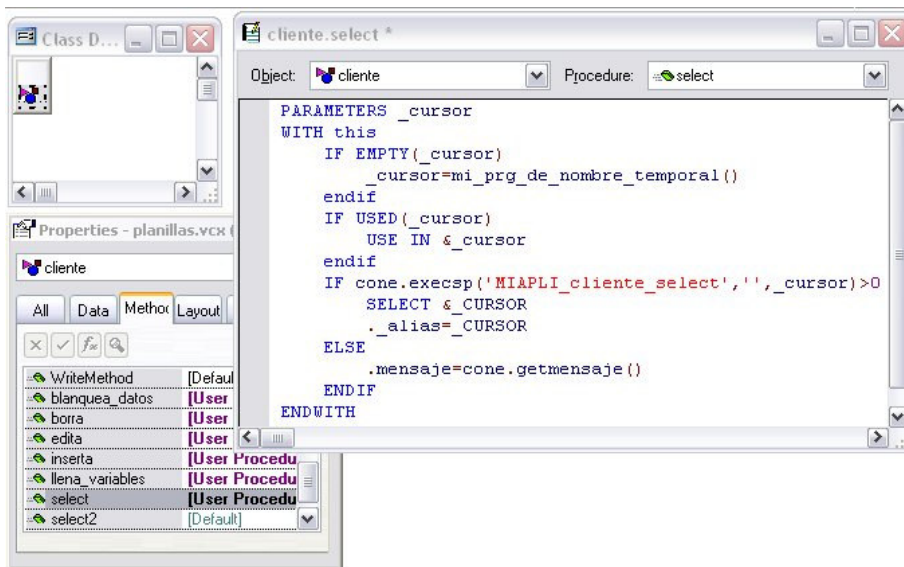 Class D...
cliente.select *
Object:
cliente
Procedure:
select
PARAMETERS _cursor
WITH this
IF EMPTY(_cursor)
_cursor=mi_prg_de_nombre_temporal()
endif
IF USED(_cursor)
USE IN &_cursor
endif
IF cone.execsp('MIAPLI_cliente_select','',_cursor)>0
SELECT &_CURSOR
._alias=_CURSOR
ELSE
.mensaje=cone.getmensaje()
ENDIF
ENDWITH
Properties - planillas.vcx (
cliente
All Data Method Layout
WriteMethod [Defaul
blanquea_datos [User
borra [User
edita [User
inserta [User Procedu
llena_variables [User Procedu
select [User Procedu
select2 [Default]